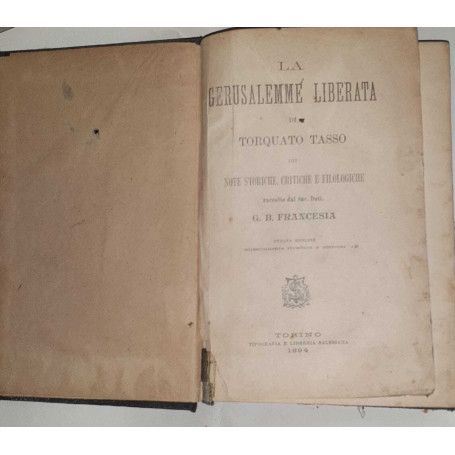 LA
GERUSALEMME LIBERATA
DI
TORQUATO TASSO
CON
NOTE STORICHE, CRITICHE E FILOLOGICHE
raccolte dal Sac. Dott.
G. B. FRANCESIA
TORINO
TIPOGRAFIA E LIBRERIA SALESIANA
1884